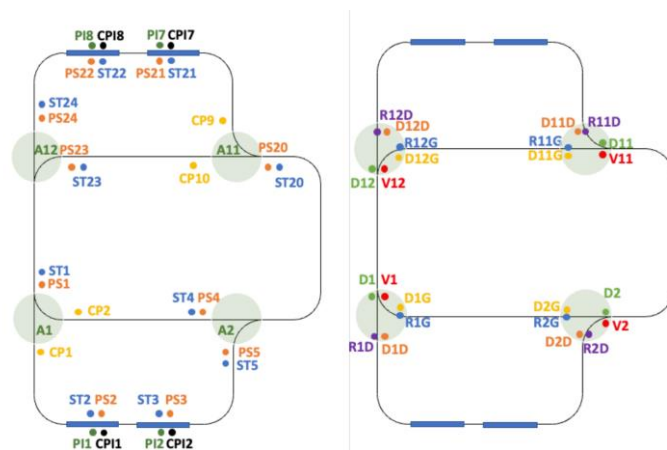 PI8 CPI8 PI7 CPI7
PS22 ST22 PS21 ST21
ST24
PS24
CP9
A12 PS23 A11 PS20
ST23 CP10 ST20
ST1
PS1
CP2 ST4 PS4
A1 A2
CP1 PS5
ST5
ST2 PS2 ST3 PS3
PI1 CPI1 PI2 CPI2
R12D D12D D11D R11D
R12G R11G D11
D12G D11G V11
D12 V12
D1 V1
D1G D2G D2
R1G R2G V2
R1D D1D D2D R2D